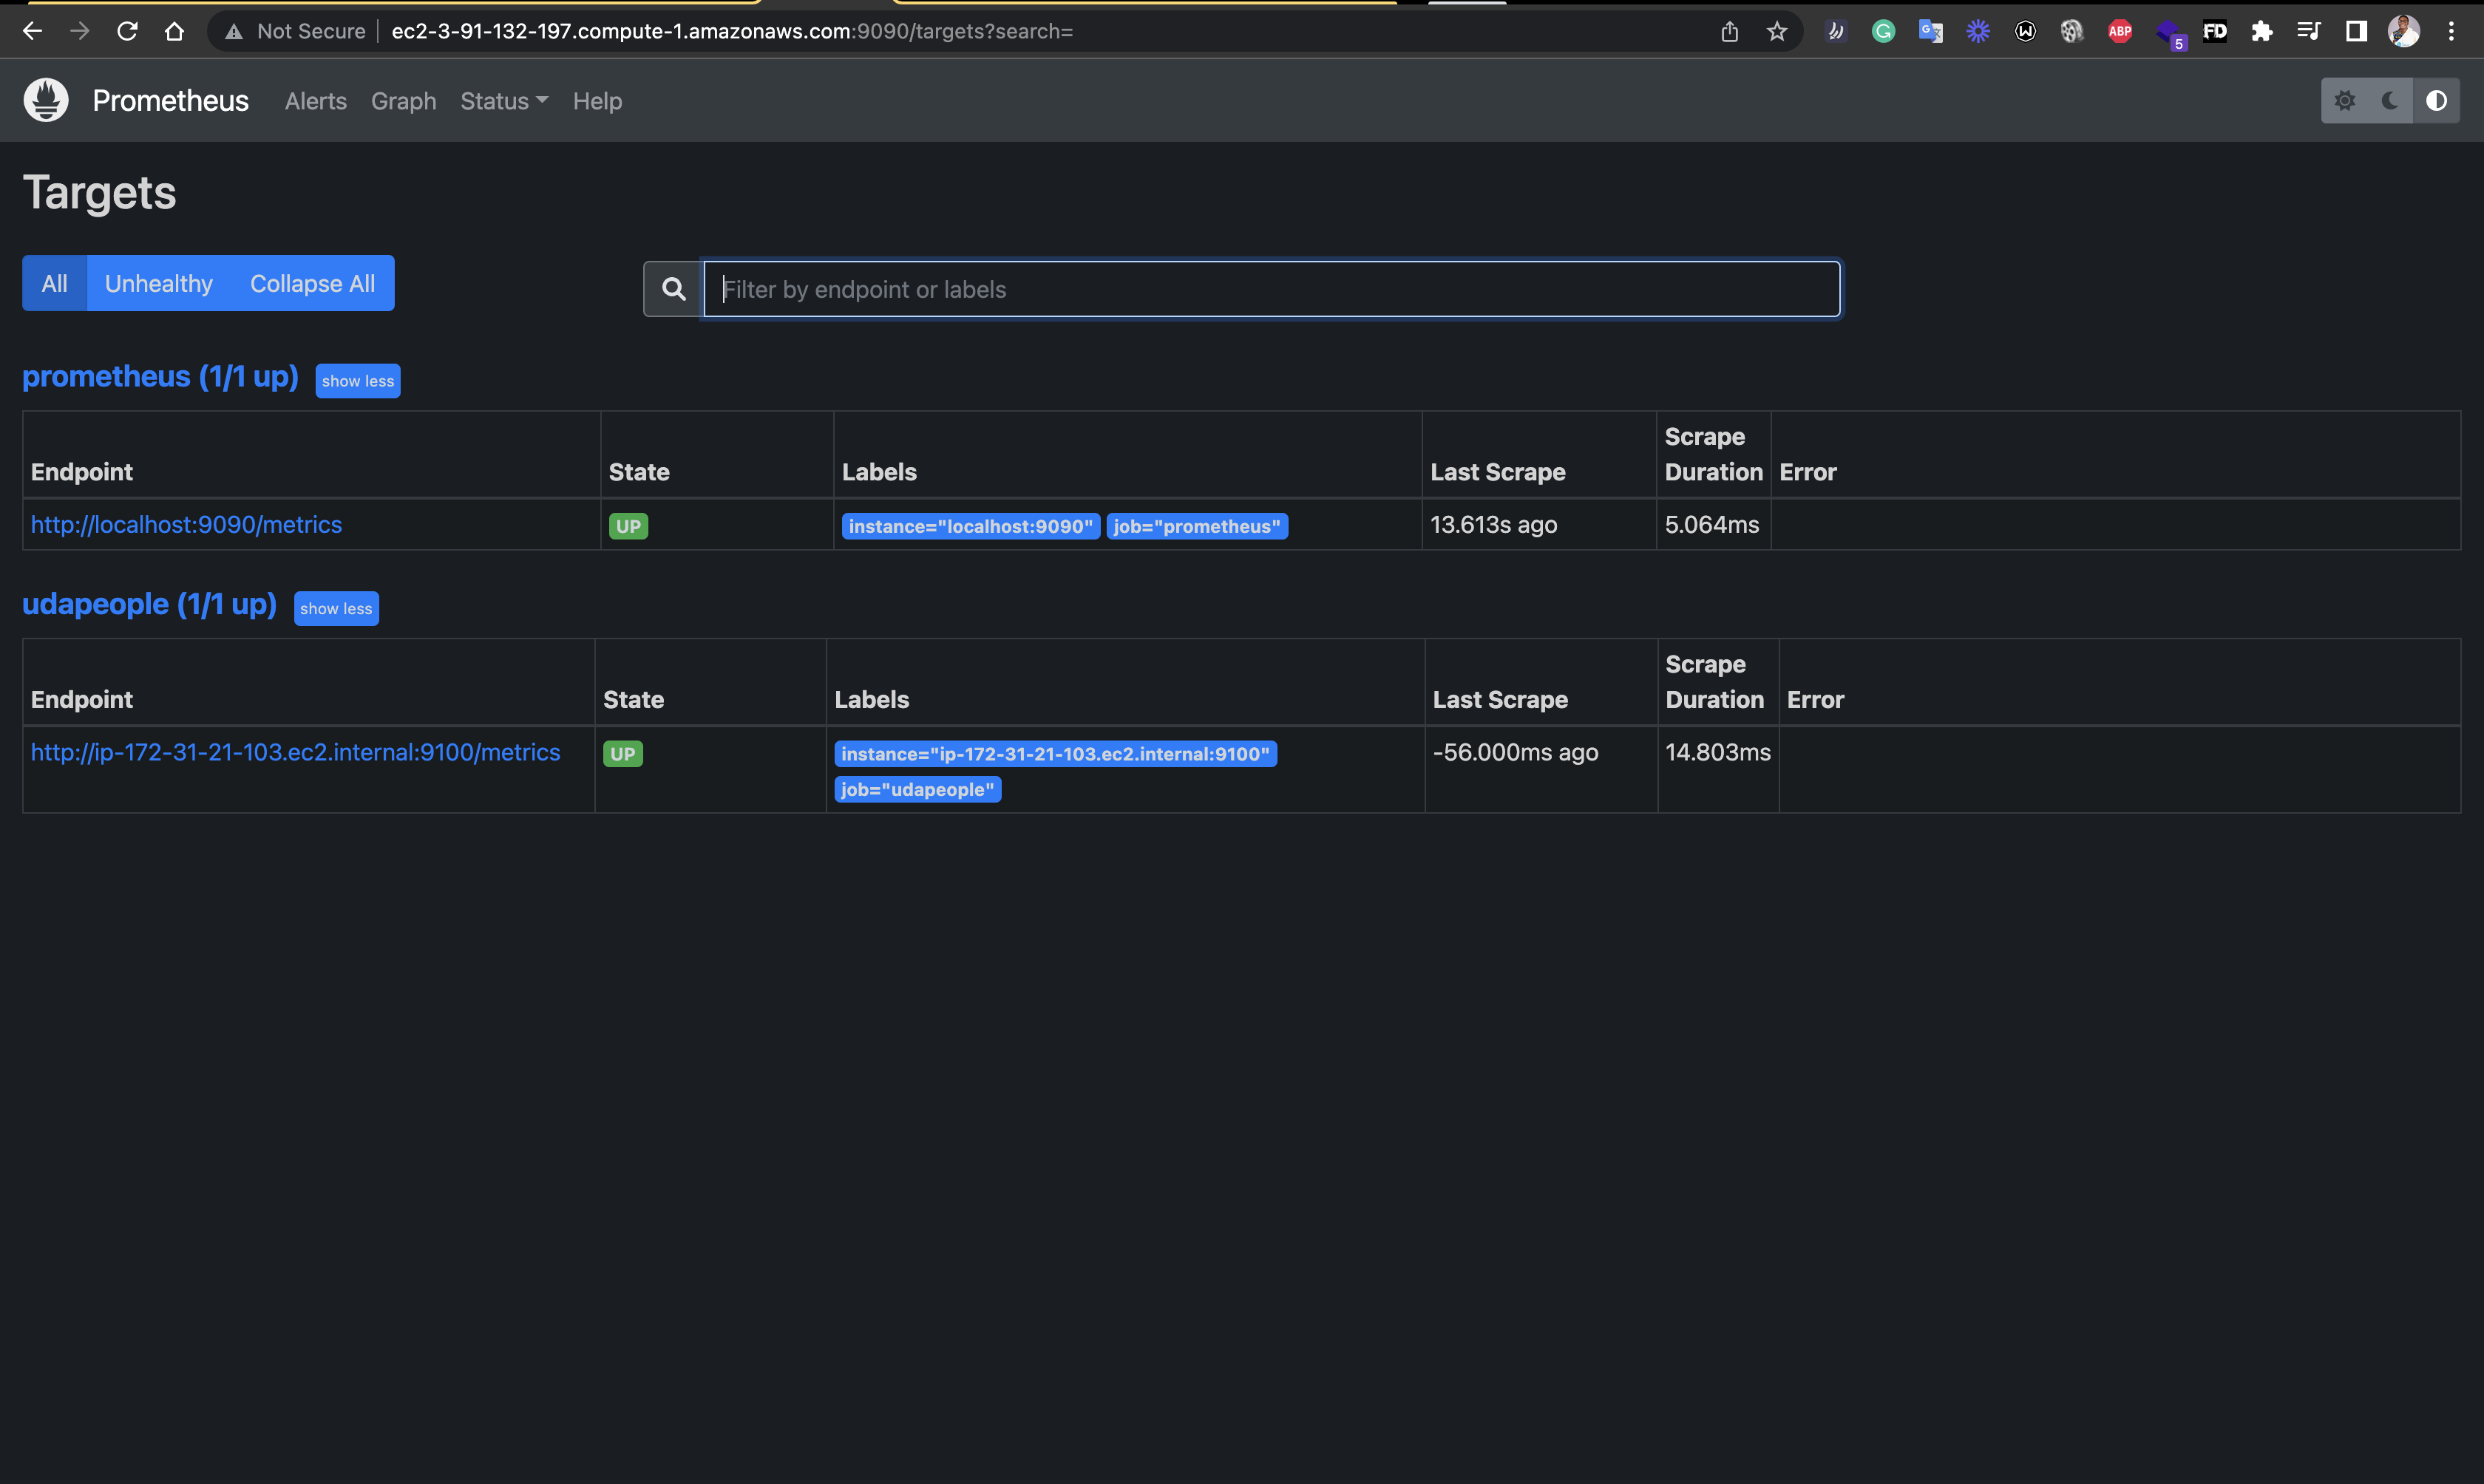 Not Secure ec2-3-91-132-197.compute-1.amazonaws.com:9090/targets?search=
G
W
ABP
5
FD
Prometheus Alerts Graph Status Help
Targets
All Unhealthy Collapse All
Filter by endpoint or labels
prometheus (1/1 up) show less
Endpoint State Labels Last Scrape Scrape Duration Error
http://localhost:9090/metrics UP instance="localhost:9090" job="prometheus" 13.613s ago 5.064ms
udapeople (1/1 up) show less
Endpoint State Labels Last Scrape Scrape Duration Error
http://ip-172-31-21-103.ec2.internal:9100/metrics UP instance="ip-172-31-21-103.ec2.internal:9100" -56.000ms ago 14.803ms
job="udapeople"